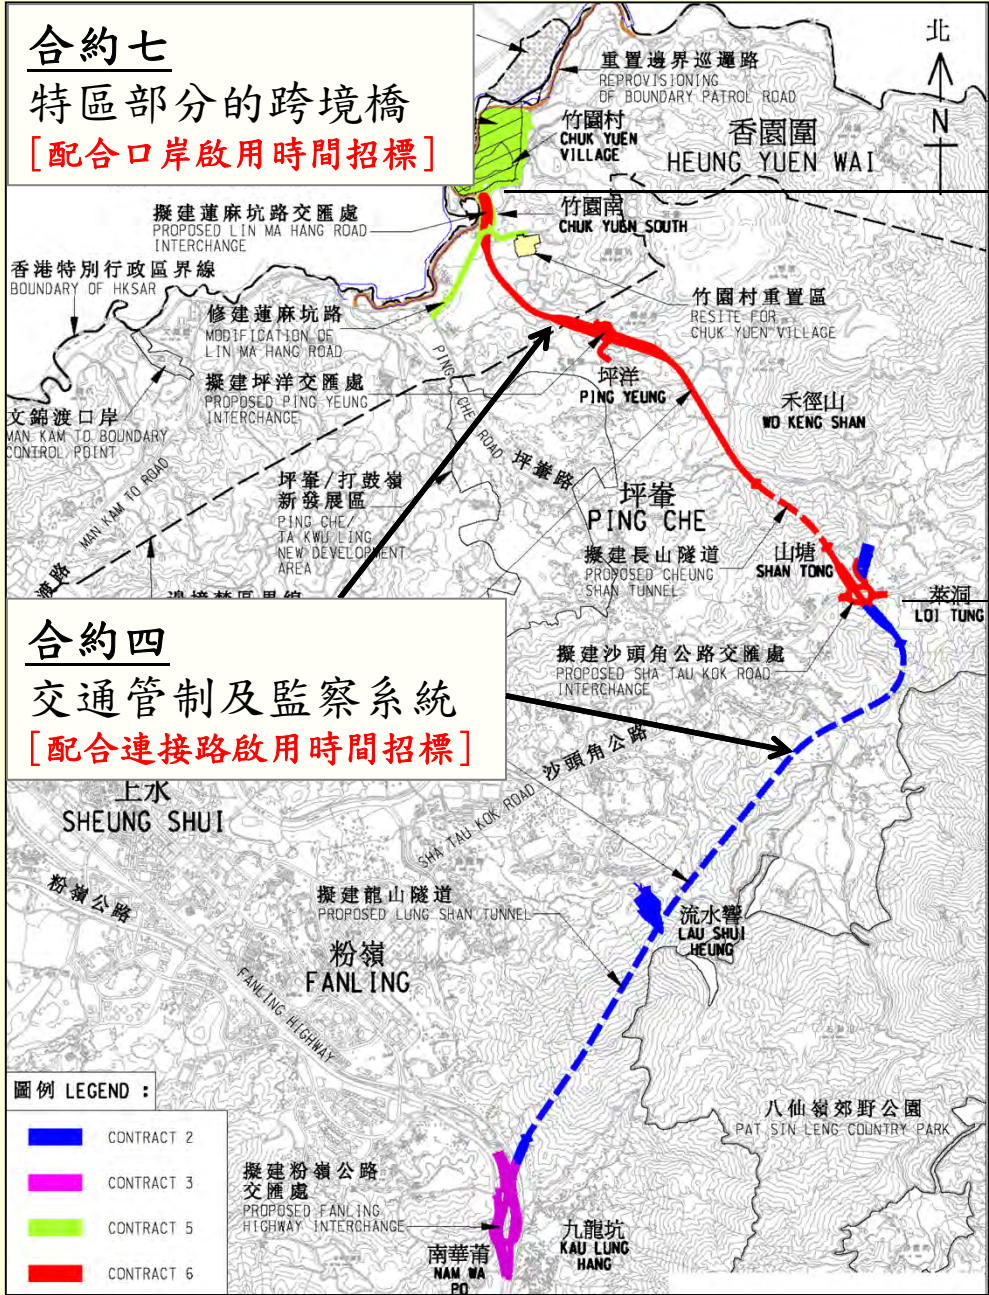 合約七
特區部分的跨境橋
[配合口岸啟用時間招標]
北
N
重置邊界巡邏路
REPROVISIONING
OF BOUNDARY PATROL ROAD
竹園村
CHUK YUEN
VILLAGE
香園圍
HEUNG YUEN WAI
擬建蓮麻坑路交匯處
PROPOSED LIN MA HANG ROAD
INTERCHANGE
竹園南
CHUK YUEN SOUTH
香港特別行政區界線
BOUNDARY OF HKSAR
修建蓮麻坑路
MODIFICATION OF
LIN MA HANG ROAD
竹園村重置區
RESITE FOR
CHUK YUEN VILLAGE
擬建坪洋交匯處
PROPOSED PING YEUNG
INTERCHANGE
坪洋
PING YEUNG
禾徑山
WO KENG SHAN
文錦渡口岸
MAN KAM TO BOUNDARY
CONTROL POINT
PING CHE ROAD
坪輋路
MAN KAM TO ROAD
渡路
坪輋/打鼓嶺
新發展區
PING CHE/
TA KWU LING
NEW DEVELOPMENT
AREA
坪輋
PING CHE
擬建長山隧道
PROPOSED CHEUNG
SHAN TUNNEL
山塘
SHAN TONG
萊洞
LOI TUNG
合約四
交通管制及監察系統
[配合連接路啟用時間招標]
擬建沙頭角公路交匯處
PROPOSED SHA TAU KOK ROAD
INTERCHANGE
沙頭角公路
SHA TAU KOK ROAD
上水
SHEUNG SHUI
粉嶺公路
FANLING HIGHWAY
擬建龍山隧道
PROPOSED LUNG SHAN TUNNEL
流水響
LAU SHUI
HEUNG
粉嶺
FANLING
八仙嶺郊野公園
PAT SIN LENG COUNTRY PARK
圖例 LEGEND :
CONTRACT 2
CONTRACT 3
CONTRACT 5
CONTRACT 6
擬建粉嶺公路
交匯處
PROPOSED FANLING
HIGHWAY INTERCHANGE
南華莆
NAM WA
PO
九龍坑
KAU LUNG
HANG